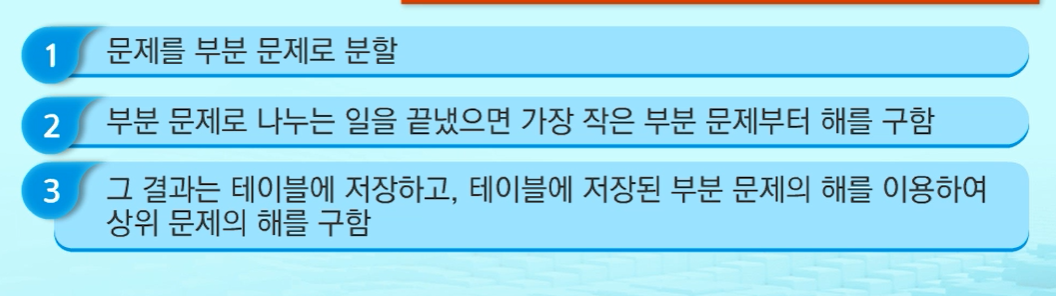 1 문제를 부분 문제로 분할
2 부분 문제로 나누는 일을 끝냈으면 가장 작은 부분 문제부터 해를 구함
3 그 결과는 테이블에 저장하고, 테이블에 저장된 부분 문제의 해를 이용하여
상위 문제의 해를 구함